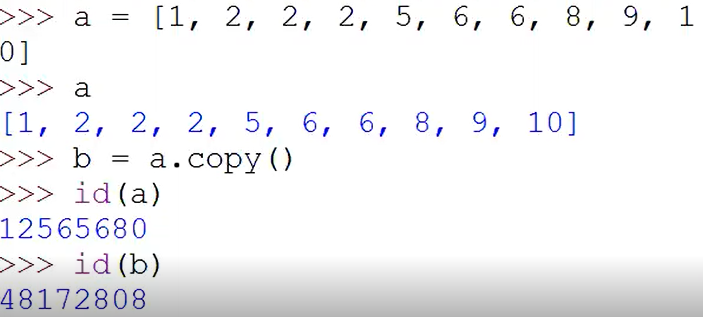 >>> a = [1, 2, 2, 2, 5, 6, 6, 8, 9, 1
0]
>>> a
[1, 2, 2, 2, 5, 6, 6, 8, 9, 10]
>>> b = a.copy()
>>> id(a)
12565680
>>> id(b)
48172808